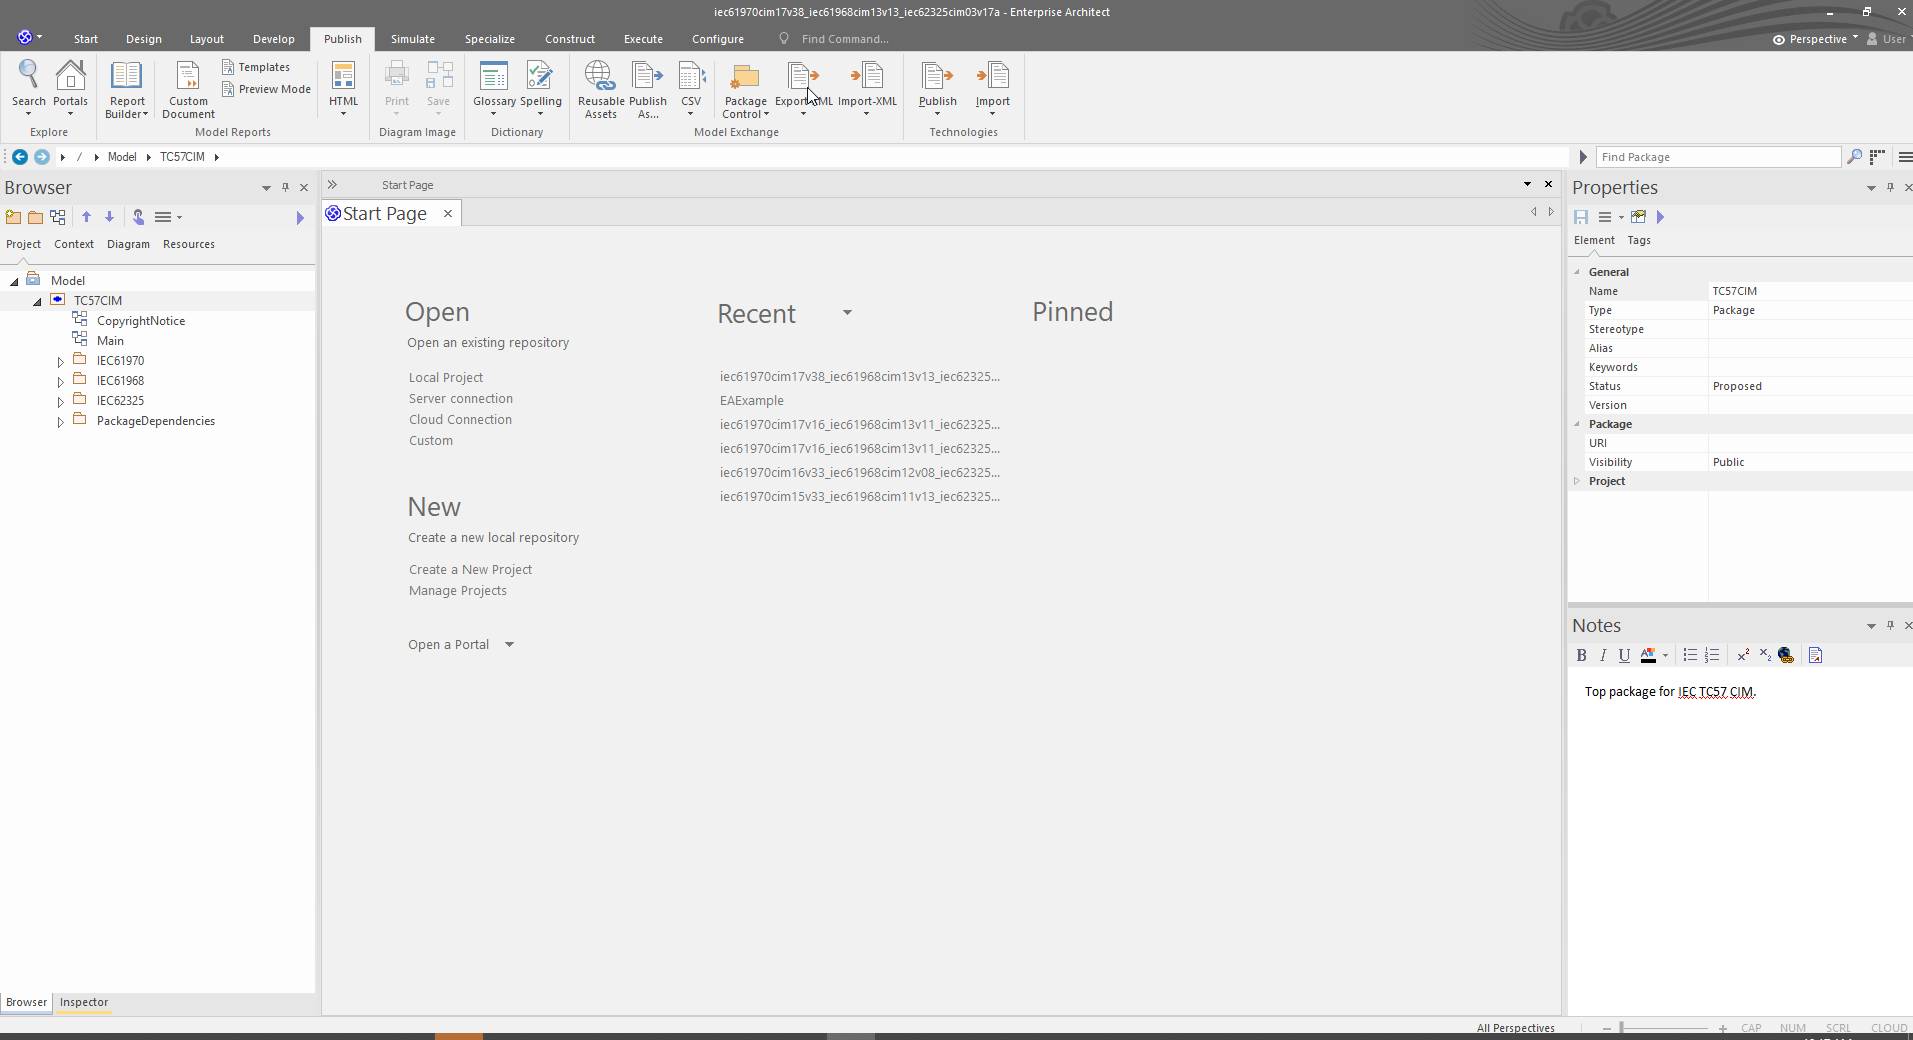 iec61970cim17v38_iec61968cim13v13_iec62325cim03v17a - Enterprise Architect
Start Design Layout Develop Publish Simulate Specialize Construct Execute Configure Find Command... Perspective User
Search Portals Report Builder Custom Document Templates Preview Mode HTML Print Save Glossary Spelling Reusable Assets Publish As... CSV Package Control Import-XML Publish Import
Explore Model Reports Diagram Image Dictionary Model Exchange Technologies
/ Model TC57CIM Find Package
Browser
Project Context Diagram Resources
Model
TC57CIM
CopyrightNotice
Main
IEC61970
IEC61968
IEC62325
PackageDependencies
Browser Inspector
Start Page
Start Page
Open
Open an existing repository
Local Project
Server connection
Cloud Connection
Custom
New
Create a new local repository
Create a New Project
Manage Projects
Open a Portal
Recent
iec61970cim17v38_iec61968cim13v13_iec62325...
EAExample
iec61970cim17v16_iec61968cim13v11_iec62325...
iec61970cim17v16_iec61968cim13v11_iec62325...
iec61970cim16v33_iec61968cim12v08_iec62325...
iec61970cim15v33_iec61968cim11v13_iec62325...
Pinned
Properties
Element Tags
General
Name TC57CIM
Type Package
Stereotype
Alias
Keywords
Status Proposed
Version
Package
URI
Visibility Public
Project
Notes
B I U A x² x₂
Top package for IEC TC57 CIM.
All Perspectives CAP NUM SCRL CLOUD